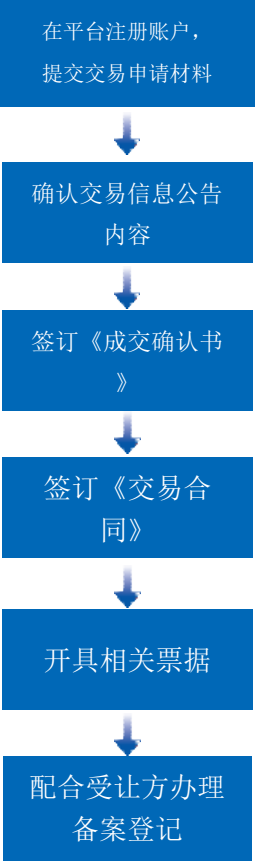 在平台注册账户，
提交交易申请材料
确认交易信息公告
内容
签订《成交确认书
》
签订《交易合
同》
开具相关票据
配合受让方办理
备案登记